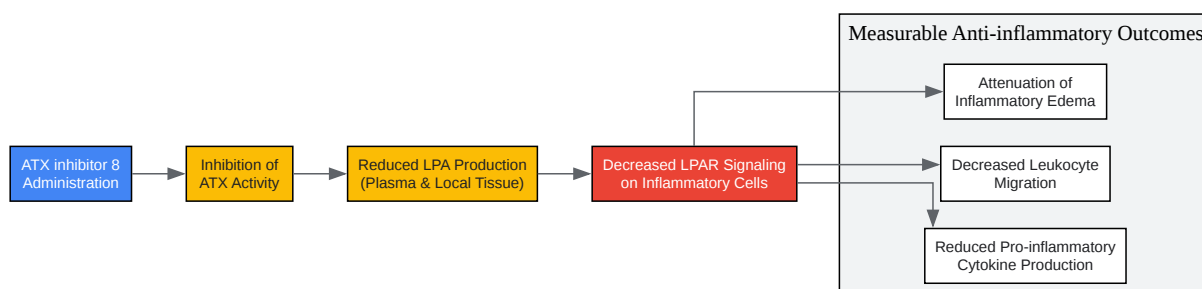 Measurable Anti-inflammatory Outcomes
Attenuation of
Inflammatory Edema
ATX inhibitor 8
Administration
Inhibition of
ATX Activity
Reduced LPA Production
(Plasma & Local Tissue)
Decreased LPAR Signaling
on Inflammatory Cells
Decreased Leukocyte
Migration
Reduced Pro-inflammatory
Cytokine Production